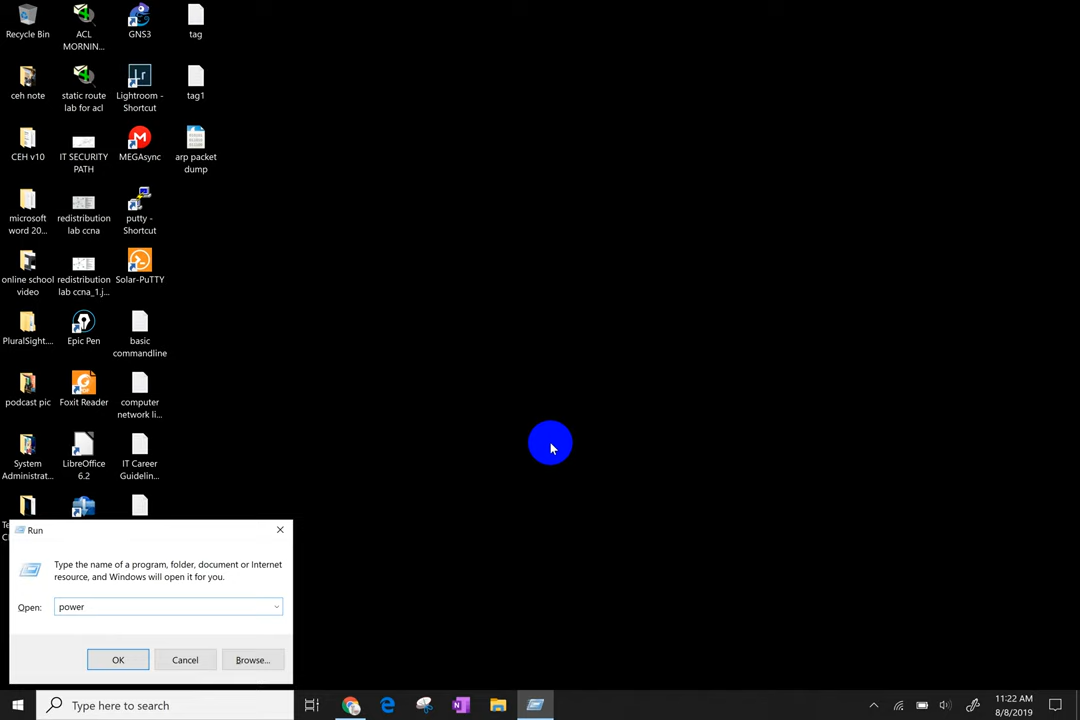 Recycle Bin
ACL
MORNIN...
GNS3
tag
ceh note
static route
lab for acl
Lightroom -
Shortcut
tag1
CEH v10
IT SECURITY
PATH
MEGAsync
arp packet
dump
microsoft
word 20...
redistribution
lab ccna
putty -
Shortcut
online school
video
redistribution
lab ccna_1.j...
Solar-PuTTY
PluralSight....
Epic Pen
basic
commandline
podcast pic
Foxit Reader
computer
network li...
System
Administrat...
LibreOffice
6.2
IT Career
Guidelin...
Run
Type the name of a program, folder, document or Internet
resource, and Windows will open it for you.
Open:
power
OK
Cancel
Browse...
Type here to search
11:22 AM
8/8/2019